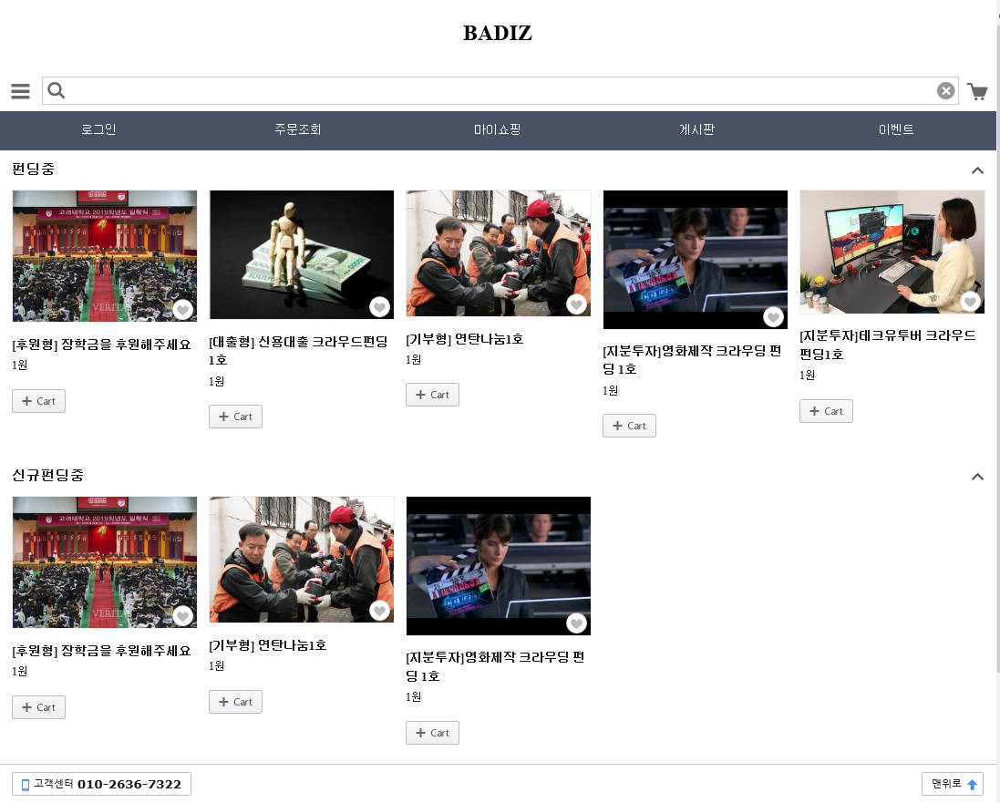 BADIZ
로그인 주문조회 마이쇼핑 게시판 이벤트
펀딩중
고려대학교 2019학년도 입학식
VERITAS
[후원형] 장학금을 후원해주세요
1원
+ Cart
[대출형] 신용대출 크라우드펀딩
1호
1원
+ Cart
[기부형] 연탄나눔1호
1원
+ Cart
[지분투자]영화제작 크라우딩 펀
딩 1호
1원
+ Cart
[지분투자]테크유투버 크라우드
펀딩1호
1원
+ Cart
신규펀딩중
고려대학교 2019학년도 입학식
VERITAS
[후원형] 장학금을 후원해주세요
1원
+ Cart
[기부형] 연탄나눔1호
1원
+ Cart
[지분투자]영화제작 크라우딩 펀
딩 1호
1원
+ Cart
고객센터 010-2636-7322
맨위로